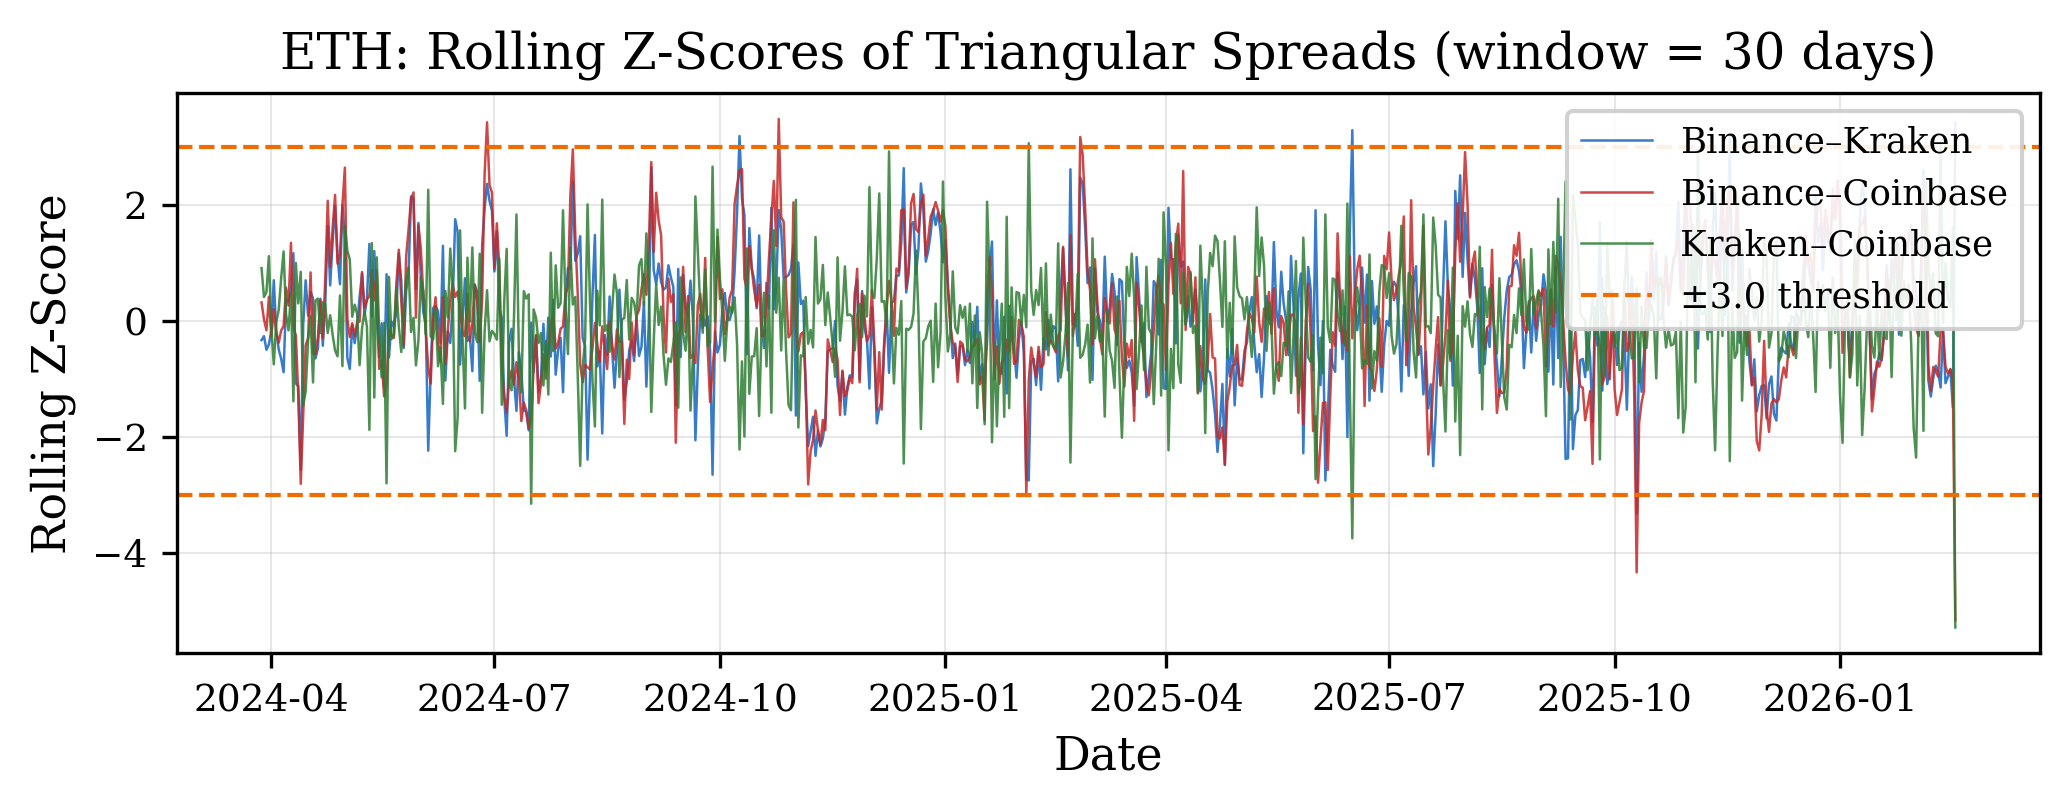 ETH: Rolling Z-Scores of Triangular Spreads (window = 30 days)
Binance–Kraken
Binance–Coinbase
Kraken–Coinbase
±3.0 threshold
Rolling Z-Score
2
0
−2
−4
2024-04 2024-07 2024-10 2025-01 2025-04 2025-07 2025-10 2026-01
Date